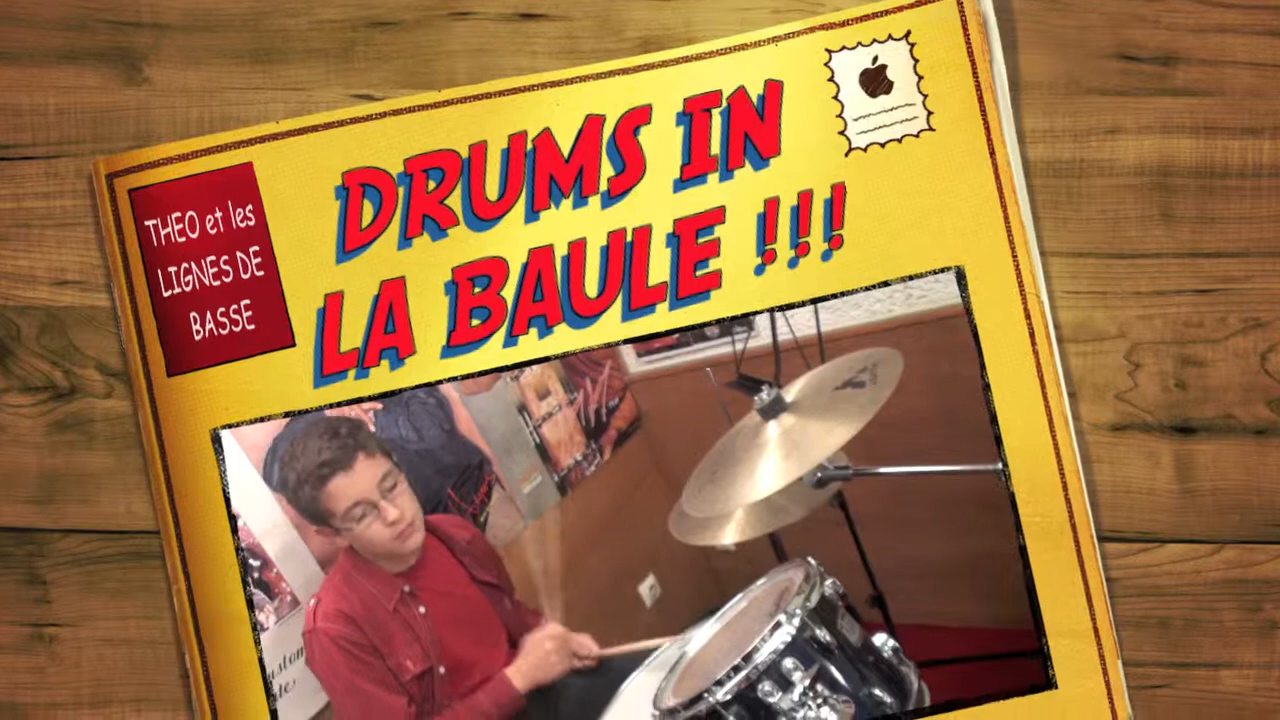 THEO et les
LIGNES DE
BASSE
DRUMS IN
LA BAULE !!!